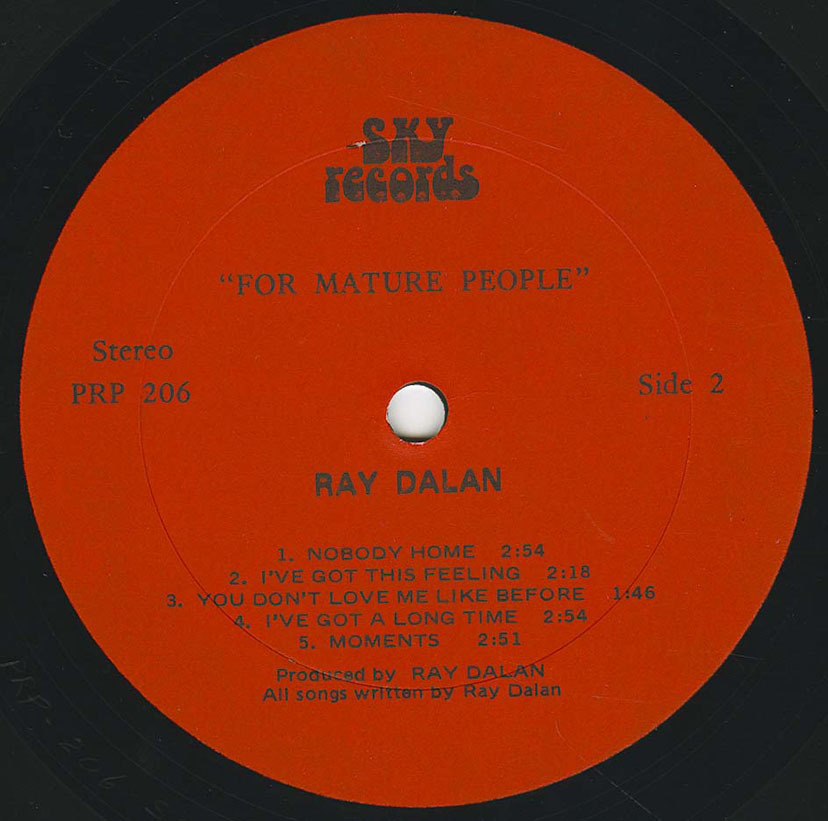 SKY
records
“FOR MATURE PEOPLE”
Stereo
PRP 206
Side 2
RAY DALAN
1. NOBODY HOME 2:54
2. I'VE GOT THIS FEELING 2:18
3. YOU DON'T LOVE ME LIKE BEFORE 1:46
4. I'VE GOT A LONG TIME 2:54
5. MOMENTS 2:51
Produced by RAY DALAN
All songs written by Ray Dalan
PRP-206